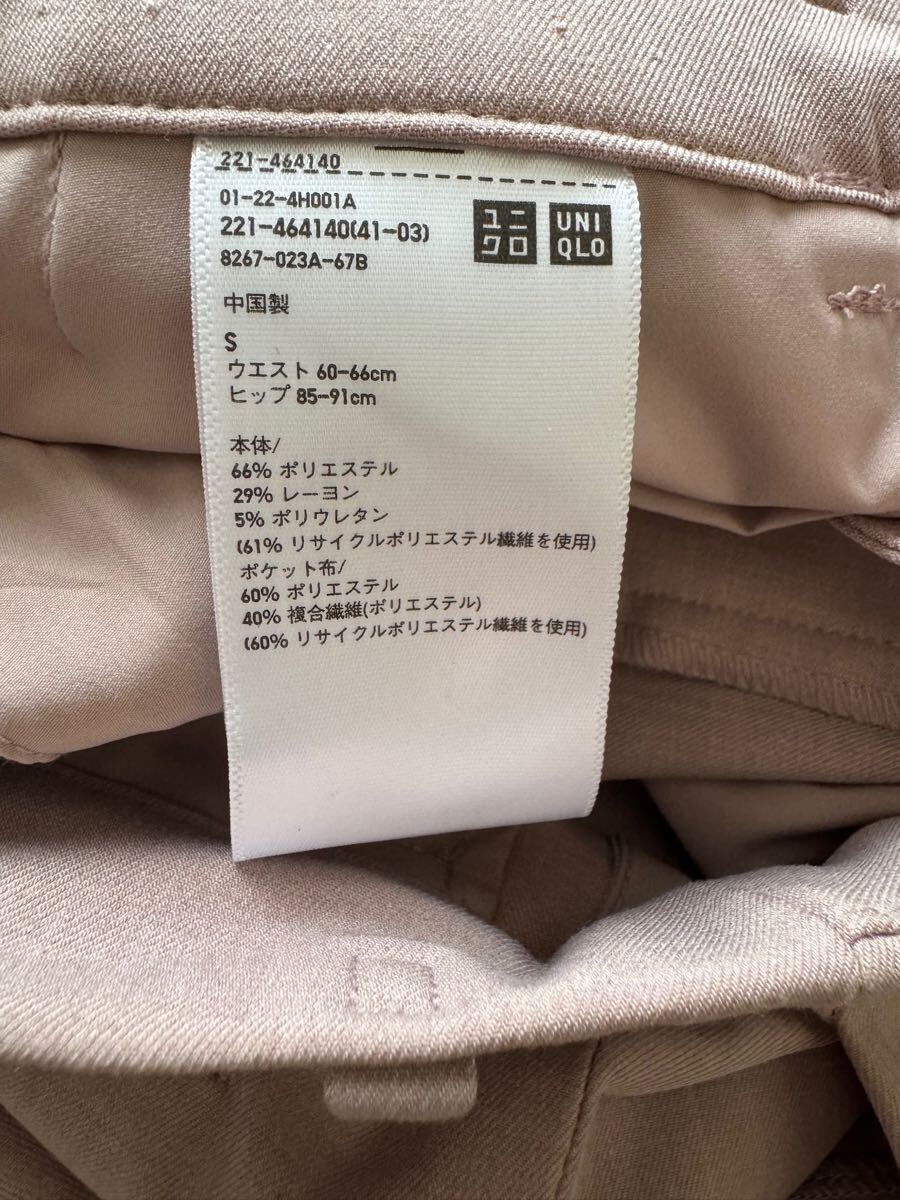 221-464140
01-22-4H001A
221-464140(41-03)
8267-023A-67B
ユニ
クロ
UNI
QLO
中国製
S
ウエスト 60-66cm
ヒップ 85-91cm
本体/
66% ポリエステル
29% レーヨン
5% ポリウレタン
(61% リサイクルポリエステル繊維を使用)
ポケット布/
60% ポリエステル
40% 複合繊維(ポリエステル)
(60% リサイクルポリエステル繊維を使用)